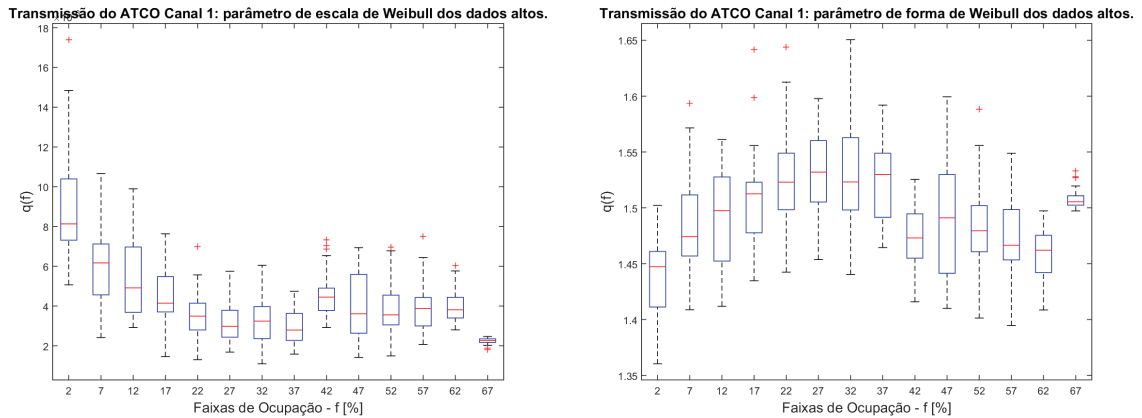 Transmissão do ATCO Canal 1: parâmetro de escala de Weibull dos dados altos.
18
16
14
12
10
8
6
4
2
q(f)
2 7 12 17 22 27 32 37 42 47 52 57 62 67
Faixas de Ocupação - f [%]
Transmissão do ATCO Canal 1: parâmetro de forma de Weibull dos dados altos.
1.65
1.6
1.55
1.5
1.45
1.4
1.35
q(f)
2 7 12 17 22 27 32 37 42 47 52 57 62 67
Faixas de Ocupação - f [%]